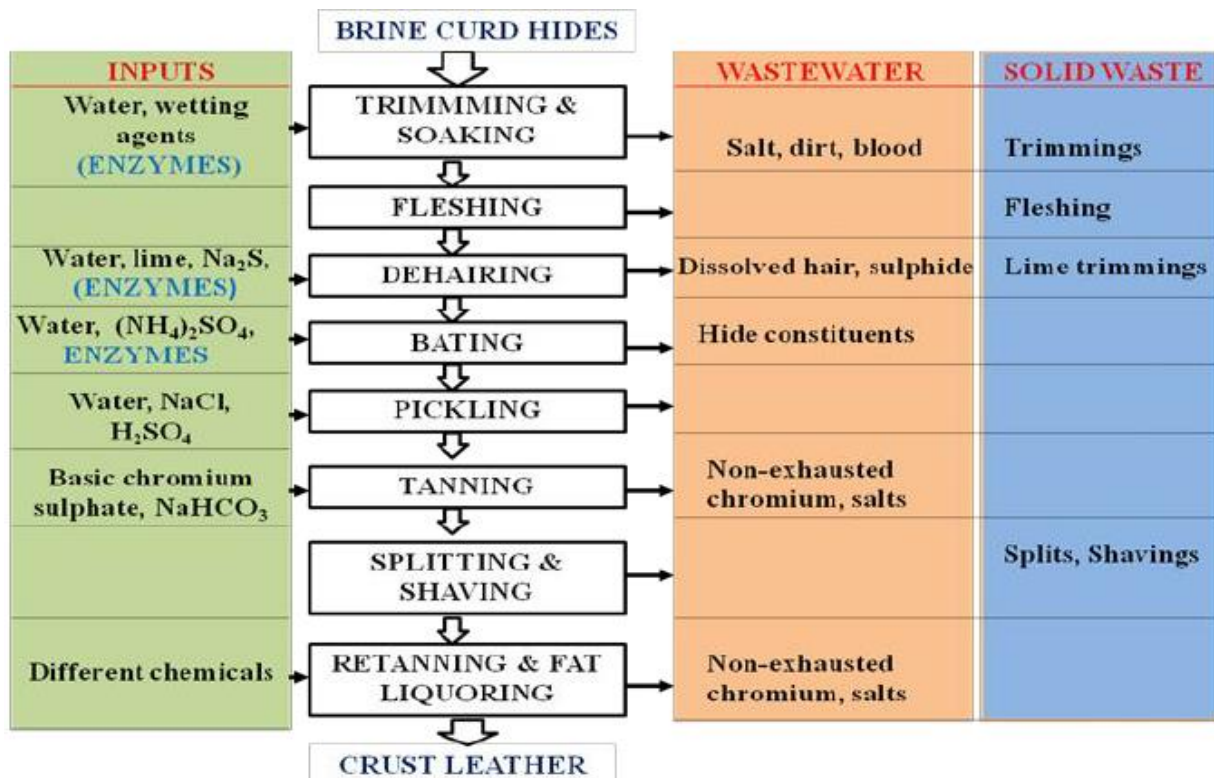 BRINE CURD HIDES
INPUTS
WASTEWATER
SOLID WASTE
Water, wetting
agents
(ENZYMES)
TRIMMMING &
SOAKING
Salt, dirt, blood
Trimmings
FLESHING
Fleshing
Water, lime, Na₂S,
(ENZYMES)
DEHAIRING
Dissolved hair, sulphide
Lime trimmings
Water, (NH₄)₂SO₄,
ENZYMES
BATING
Hide constituents
Water, NaCl,
H₂SO₄
PICKLING
Basic chromium
sulphate, NaHCO₃
TANNING
Non-exhausted
chromium, salts
SPLITTING &
SHAVING
Splits, Shavings
Different chemicals
RETANNING & FAT
LIQUORING
Non-exhausted
chromium, salts
CRUST LEATHER